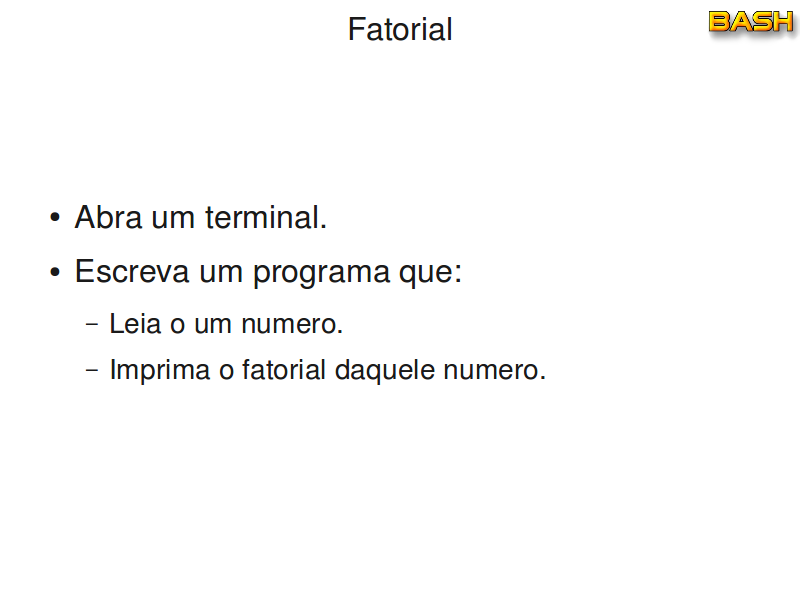 Fatorial
BASH
• Abra um terminal.
• Escreva um programa que:
– Leia o um numero.
– Imprima o fatorial daquele numero.